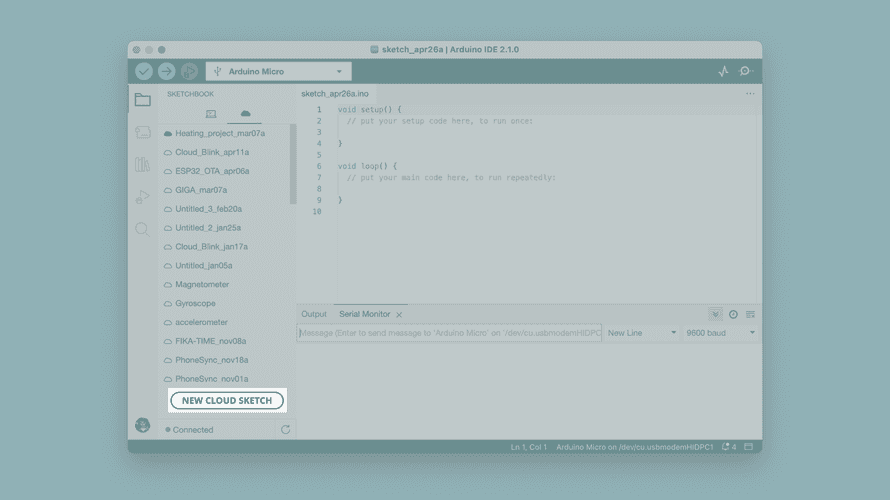 sketch_apr26a | Arduino IDE 2.1.0
Arduino Micro
SKETCHBOOK
Heating_project_mar07a
Cloud_Blink_apr11a
ESP32_OTA_apr06a
GIGA_mar07a
Untitled_3_feb20a
Untitled_2_jan25a
Cloud_Blink_jan17a
Untitled_jan05a
Magnetometer
Gyroscope
accelerometer
FIKA-TIME_nov08a
PhoneSync_nov18a
PhoneSync_nov01a
NEW CLOUD SKETCH
Connected
sketch_apr26a.ino
1 void setup() {
2 // put your setup code here, to run once:
3
4 }
5
6 void loop() {
7 // put your main code here, to run repeatedly:
8
9 }
10
Output Serial Monitor
Message (Enter to send message to 'Arduino Micro' on '/dev/cu.usbmodemHIDPC New Line 9600 baud
Ln 1, Col 1 Arduino Micro on /dev/cu.usbmodemHIDPC1 4